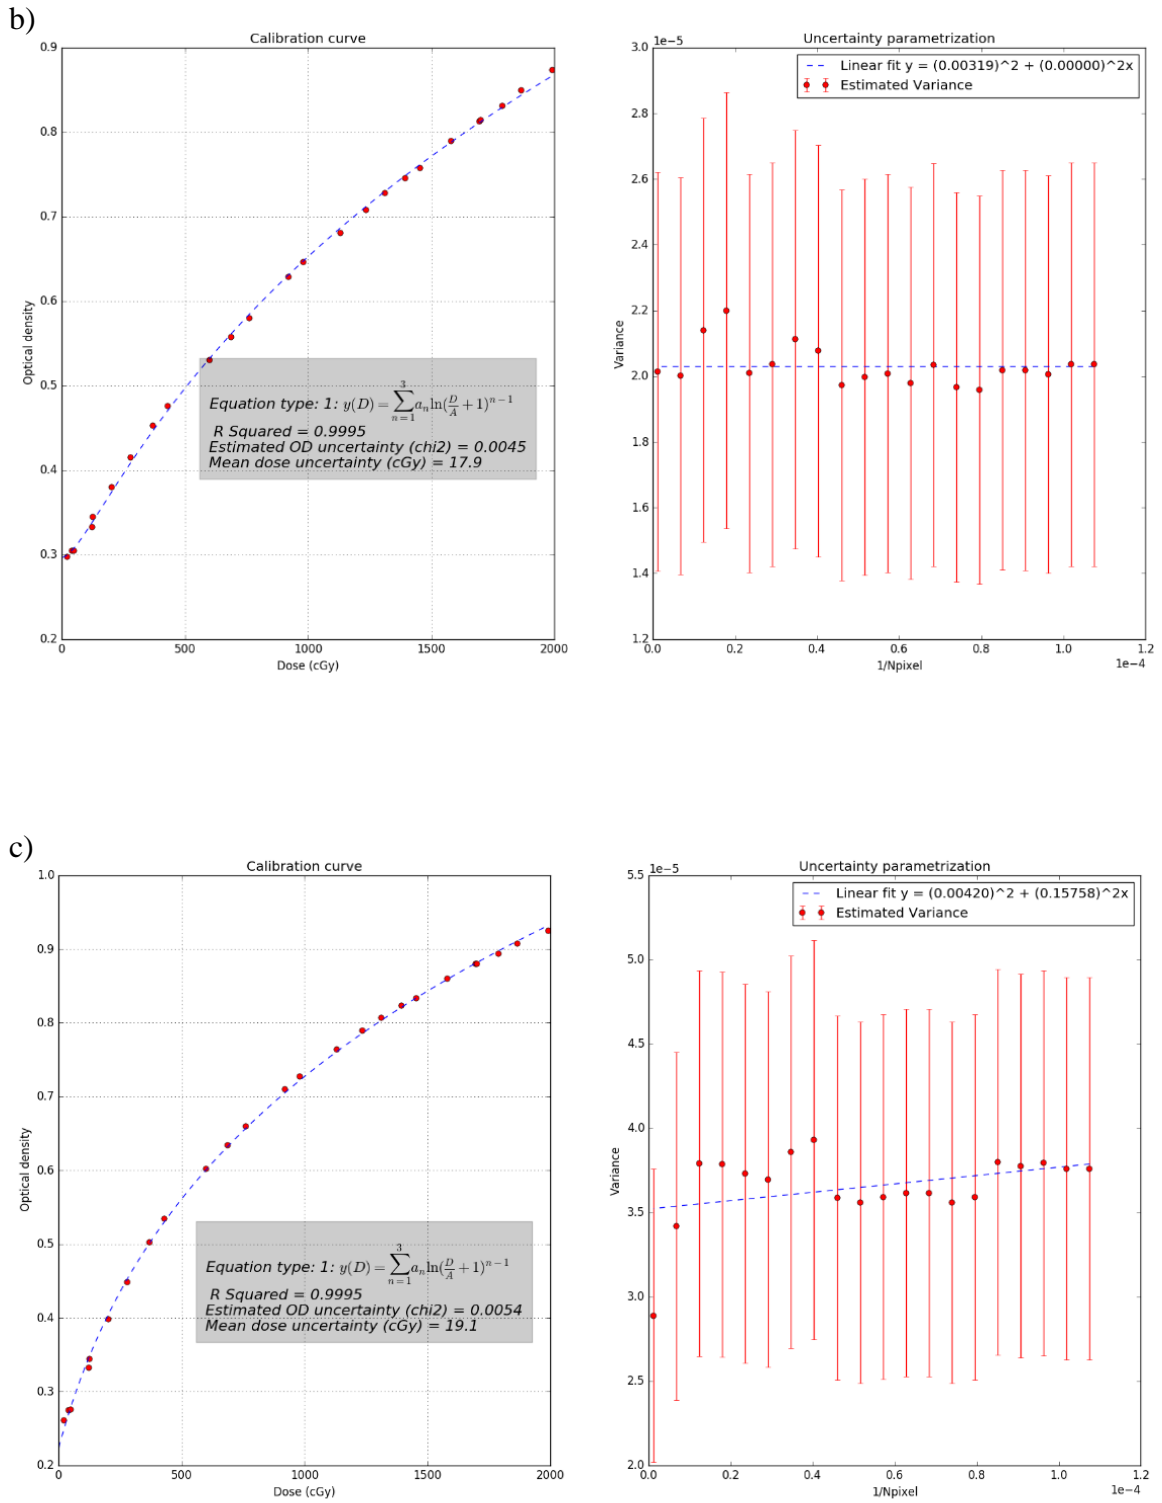 b)
Calibration curve
0.9
0.8
0.7
0.6
0.5
0.4
0.3
0.2
Optical density
Equation type: 1: y(D) = \sum_{n=1}^{3} a_n ln(D/A + 1)^{n-1}
R Squared = 0.9995
Estimated OD uncertainty (chi2) = 0.0045
Mean dose uncertainty (cGy) = 17.9
0 500 1000 1500 2000
Dose (cGy)
Uncertainty parametrization
1e−5
3.0
2.8
2.6
2.4
2.2
2.0
1.8
1.6
1.4
1.2
Variance
Linear fit y = (0.00319)^2 + (0.00000)^2x
Estimated Variance
0.0 0.2 0.4 0.6 0.8 1.0 1.2
1e−4
1/Npixel
c)
Calibration curve
1.0
0.9
0.8
0.7
0.6
0.5
0.4
0.3
0.2
Optical density
Equation type: 1: y(D) = \sum_{n=1}^{3} a_n ln(D/A + 1)^{n-1}
R Squared = 0.9995
Estimated OD uncertainty (chi2) = 0.0054
Mean dose uncertainty (cGy) = 19.1
0 500 1000 1500 2000
Dose (cGy)
Uncertainty parametrization
1e−5
5.5
5.0
4.5
4.0
3.5
3.0
2.5
2.0
Variance
Linear fit y = (0.00420)^2 + (0.15758)^2x
Estimated Variance
0.0 0.2 0.4 0.6 0.8 1.0 1.2
1e−4
1/Npixel